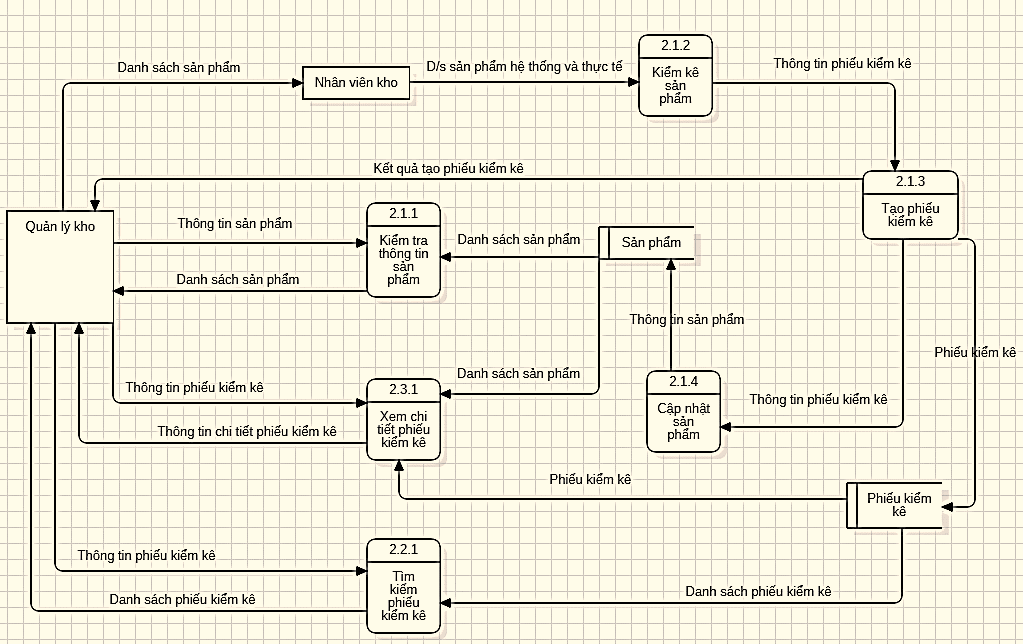 2.1.2
Danh sách sản phẩm
D/s sản phẩm hệ thống và thực tế
Thông tin phiếu kiểm kê
Nhân viên kho
Kiểm kê
sản
phẩm
Kết quả tạo phiếu kiểm kê
2.1.3
Tạo phiếu
kiểm kê
Quản lý kho
Thông tin sản phẩm
2.1.1
Kiểm tra
thông tin
sản
phẩm
Danh sách sản phẩm
Sản phẩm
Danh sách sản phẩm
Thông tin sản phẩm
Phiếu kiểm kê
Danh sách sản phẩm
2.1.4
Cập nhật
sản
phẩm
Thông tin phiếu kiểm kê
Thông tin phiếu kiểm kê
2.3.1
Xem chi
tiết phiếu
kiểm kê
Thông tin chi tiết phiếu kiểm kê
Phiếu kiểm kê
Phiếu kiểm
kê
2.2.1
Tìm
kiếm
phiếu
kiểm kê
Thông tin phiếu kiểm kê
Danh sách phiếu kiểm kê
Danh sách phiếu kiểm kê